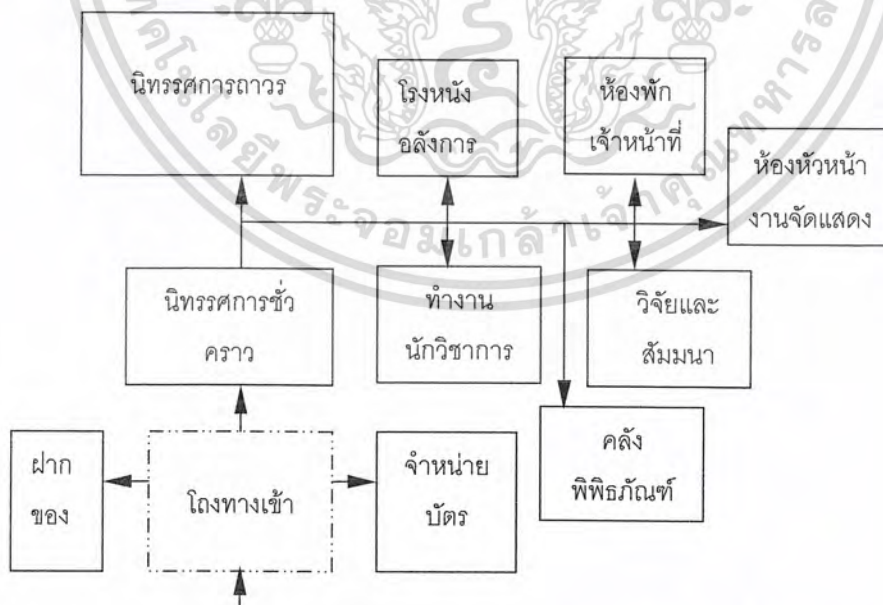 นิทรรศการถาวร
โรงหนัง
อลังการ
ห้องพัก
เจ้าหน้าที่
ห้องหัวหน้า
งานจัดแสดง
นิทรรศการชั่ว
คราว
ทำงาน
นักวิชาการ
วิจัยและ
สัมมนา
ฝาก
ของ
โถงทางเข้า
จำหน่าย
บัตร
คลัง
พิพิธภัณฑ์